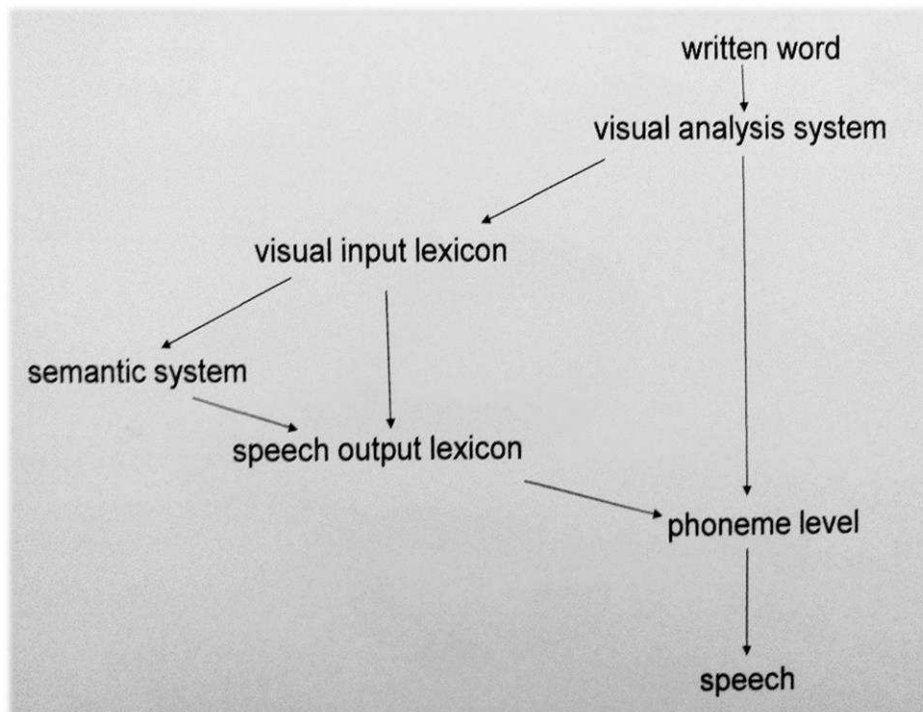 written word
visual analysis system
visual input lexicon
semantic system
speech output lexicon
phoneme level
speech